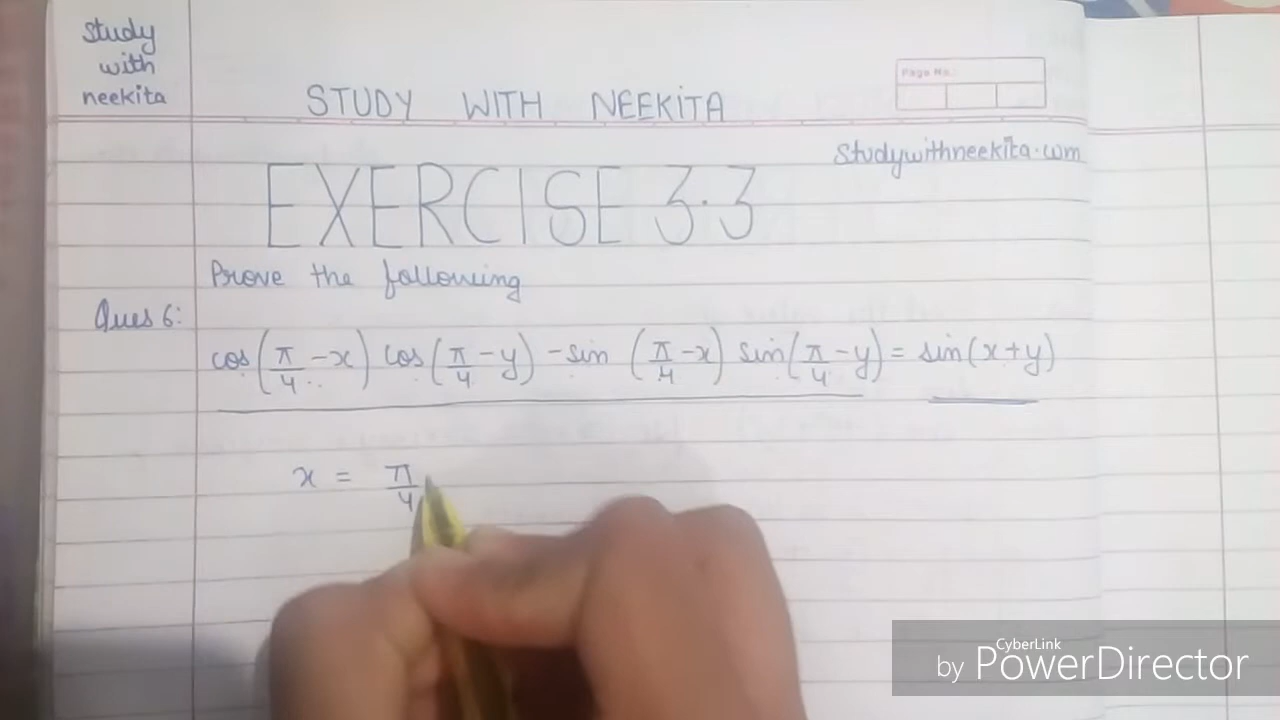 study
with
neekita
STUDY WITH NEEKITA
Page No.:
studywithneekita.com
EXERCISE 3.3
Prove the following
Ques 6:
cos(π/4 - x) cos(π/4 - y) - sin (π/4 - x) sin(π/4 - y) = sin(x + y)
x = π/4
CyberLink
by PowerDirector